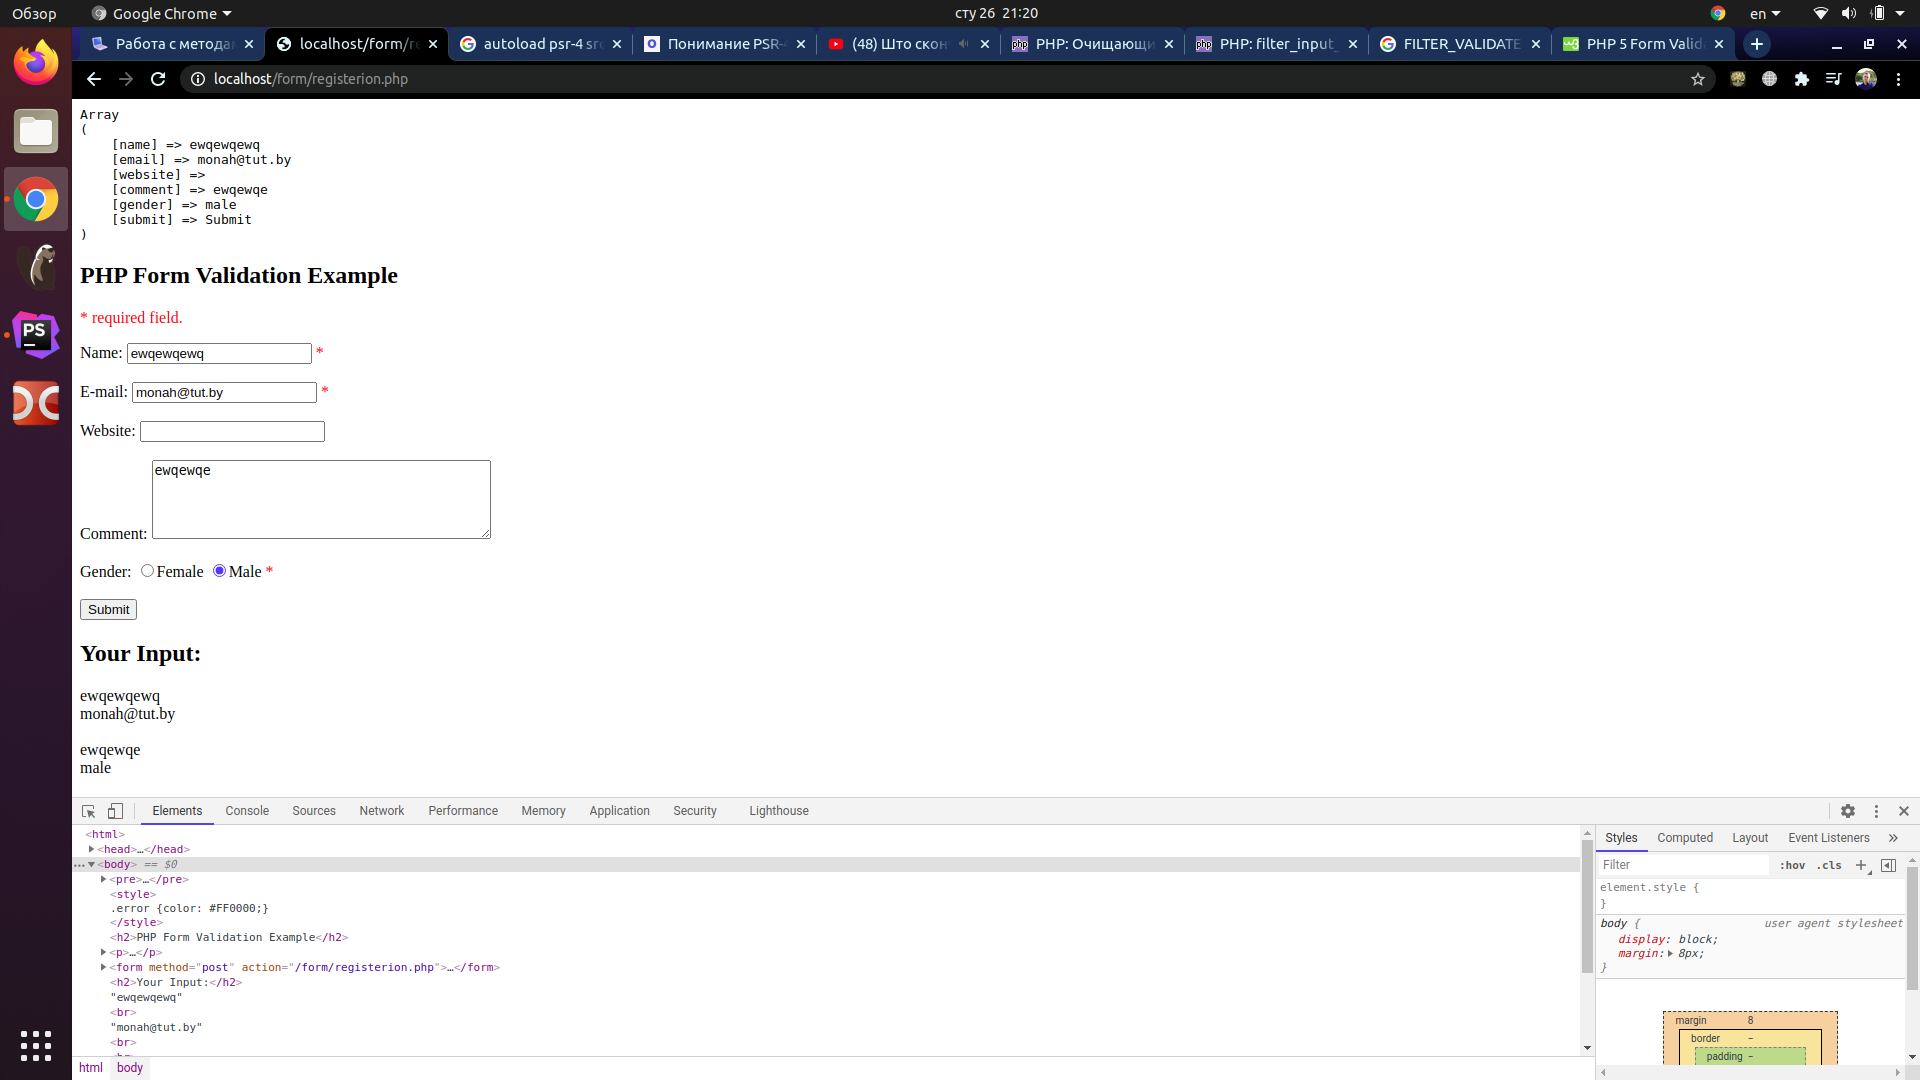 Обзор
Google Chrome
сту 26 21:20
en
Работа с метода
localhost/form/re
autoload psr-4 src
Понимание PSR-4
(48) Што скон
PHP: Очищающи
PHP: filter_input_
FILTER_VALIDATE
PHP 5 Form Valid
localhost/form/registerion.php
Array
(
[name] => ewqewqewq
[email] => monah@tut.by
[website] =>
[comment] => ewqewqe
[gender] => male
[submit] => Submit
)
PHP Form Validation Example
* required field.
Name: ewqewqewq *
E-mail: monah@tut.by *
Website:
ewqewqe
Comment:
Gender: Female Male *
Submit
Your Input:
ewqewqewq
monah@tut.by
ewqewqe
male
Elements Console Sources Network Performance Memory Application Security Lighthouse
<html>
<head>…</head>
<body> == $0
<pre>…</pre>
<style>
.error {color: #FF0000;}
</style>
<h2>PHP Form Validation Example</h2>
<p>…</p>
<form method="post" action="/form/registerion.php">…</form>
<h2>Your Input:</h2>
"ewqewqewq"
<br>
"monah@tut.by"
<br>
html body
Styles Computed Layout Event Listeners »
Filter :hov .cls +
element.style {
}
body { user agent stylesheet
display: block;
margin: 8px;
}
margin 8
border -
padding -
PS